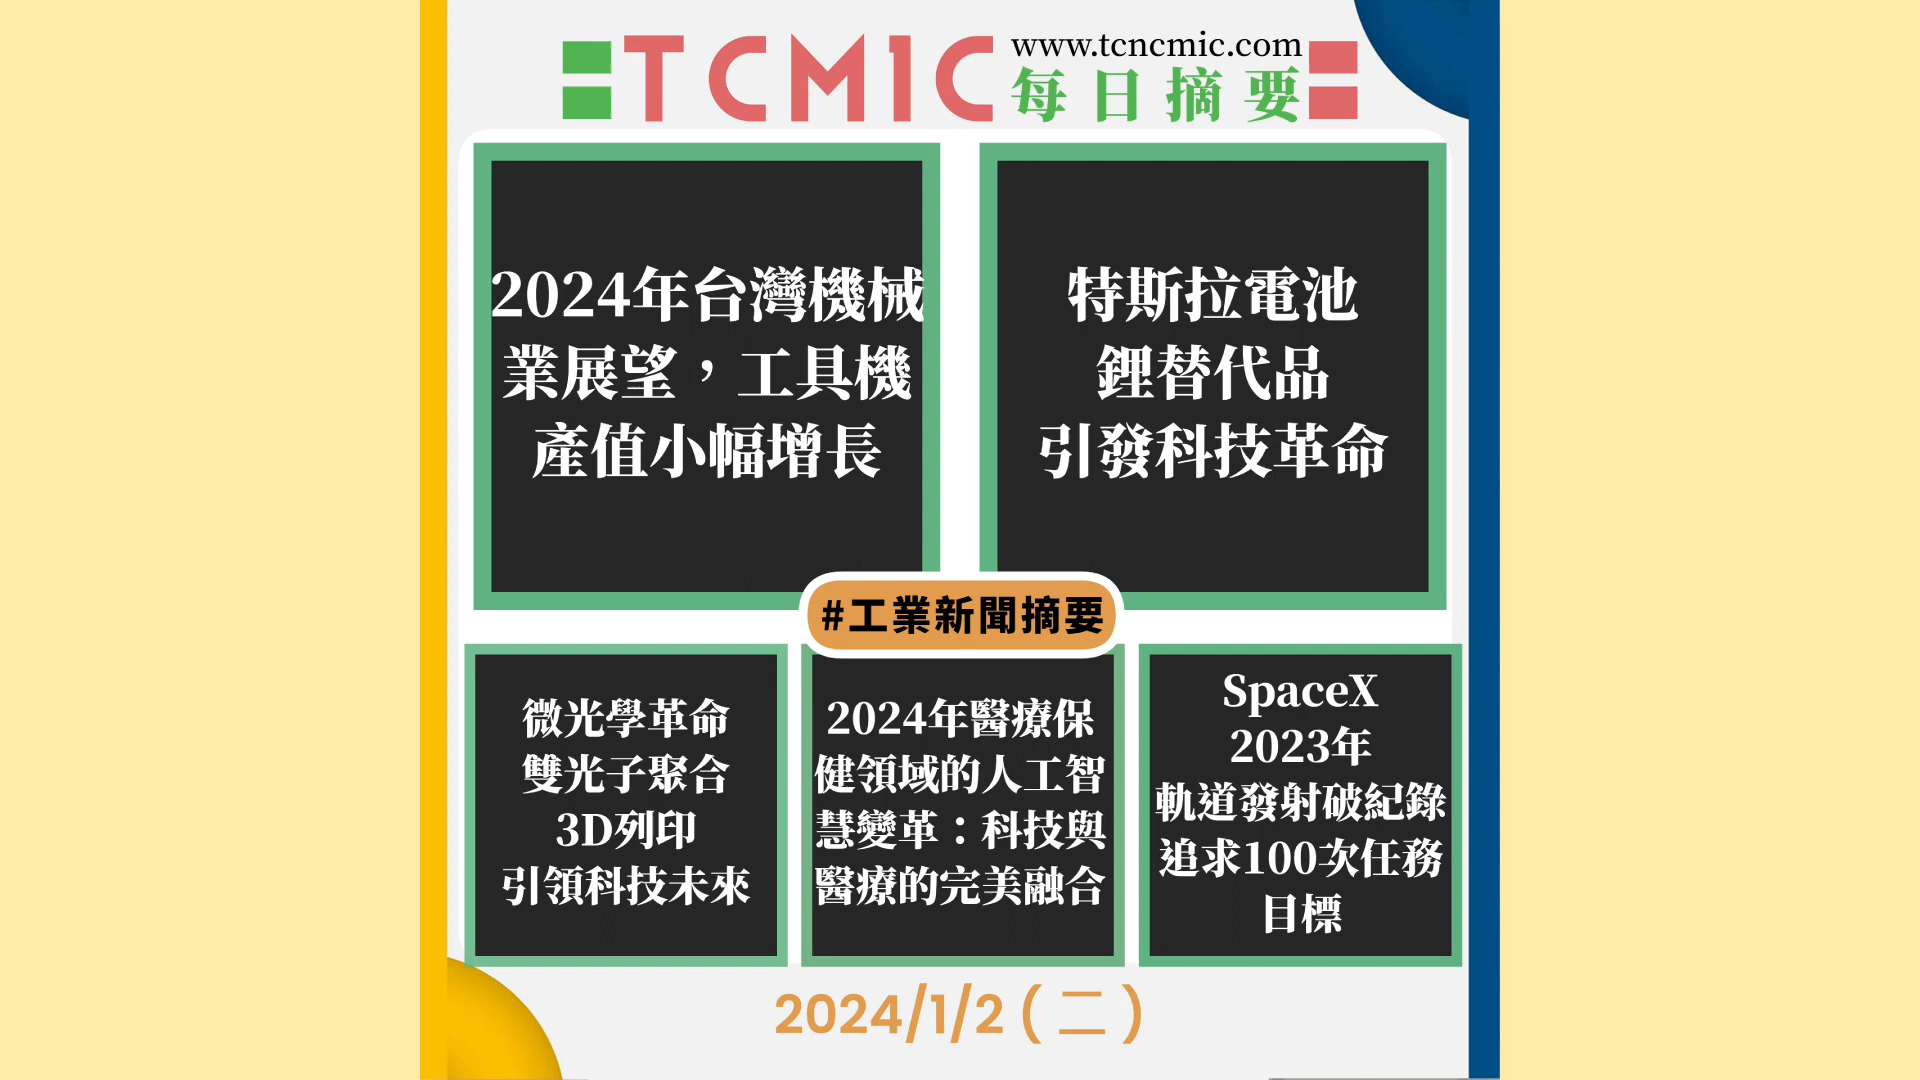 TCMIC
www.tcncmic.com
每日摘要
2024年台灣機械
業展望，工具機
產值小幅增長
特斯拉電池
鋰替代品
引發科技革命
#工業新聞摘要
微光學革命
雙光子聚合
3D列印
引領科技未來
2024年醫療保
健領域的人工智
慧變革：科技與
醫療的完美融合
SpaceX
2023年
軌道發射破紀錄
追求100次任務
目標
2024/1/2 ( 二 )